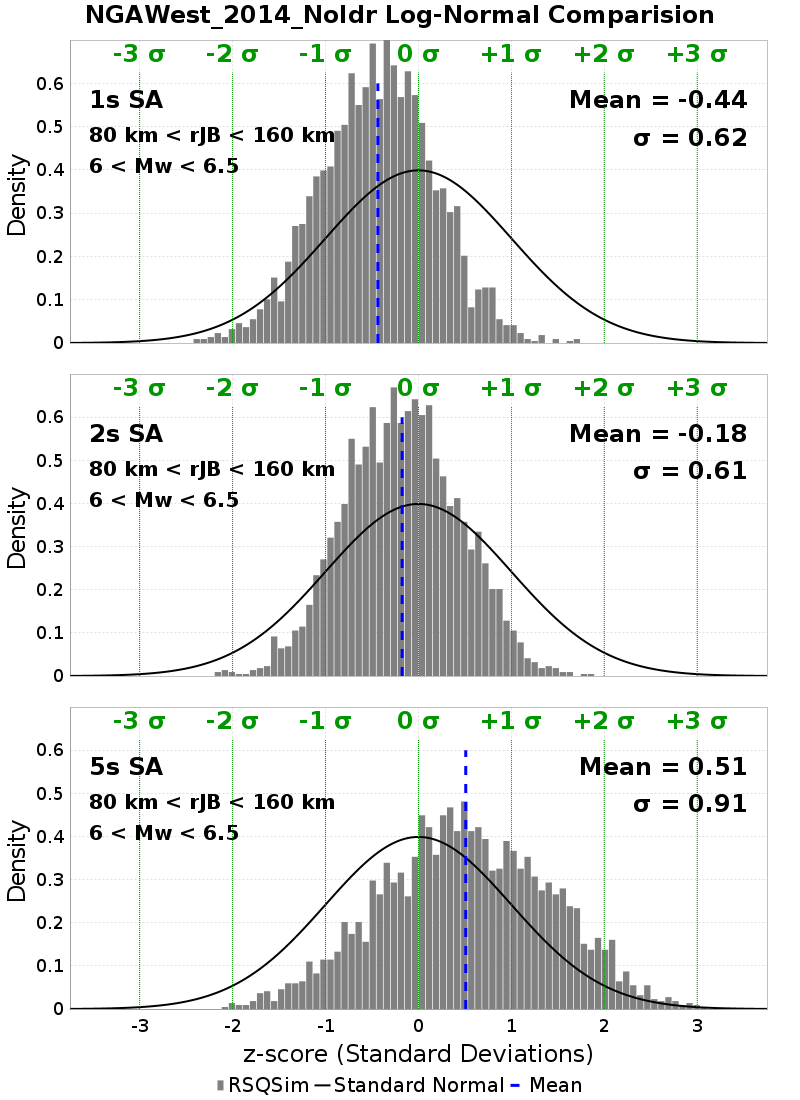 NGAWest_2014_NoIdr Log-Normal Comparision
-3 σ -2 σ -1 σ 0 σ +1 σ +2 σ +3 σ
1s SA
Mean = -0.44
80 km < rJB < 160 km
σ = 0.62
6 < Mw < 6.5
Density
0.6
0.5
0.4
0.3
0.2
0.1
0
-3 σ -2 σ -1 σ 0 σ +1 σ +2 σ +3 σ
2s SA
Mean = -0.18
80 km < rJB < 160 km
σ = 0.61
6 < Mw < 6.5
Density
0.6
0.5
0.4
0.3
0.2
0.1
0
-3 σ -2 σ -1 σ 0 σ +1 σ +2 σ +3 σ
5s SA
Mean = 0.51
80 km < rJB < 160 km
σ = 0.91
6 < Mw < 6.5
Density
0.6
0.5
0.4
0.3
0.2
0.1
0
-3 -2 -1 0 1 2 3
z-score (Standard Deviations)
RSQSim Standard Normal Mean